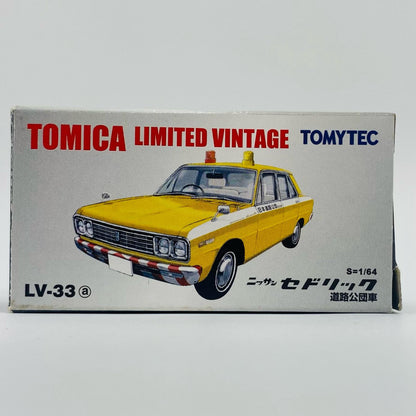 TOMICA LIMITED VINTAGE TOMYTEC
S=1/64
LV-33 ⓐ ニッサン セドリック
道路公団車